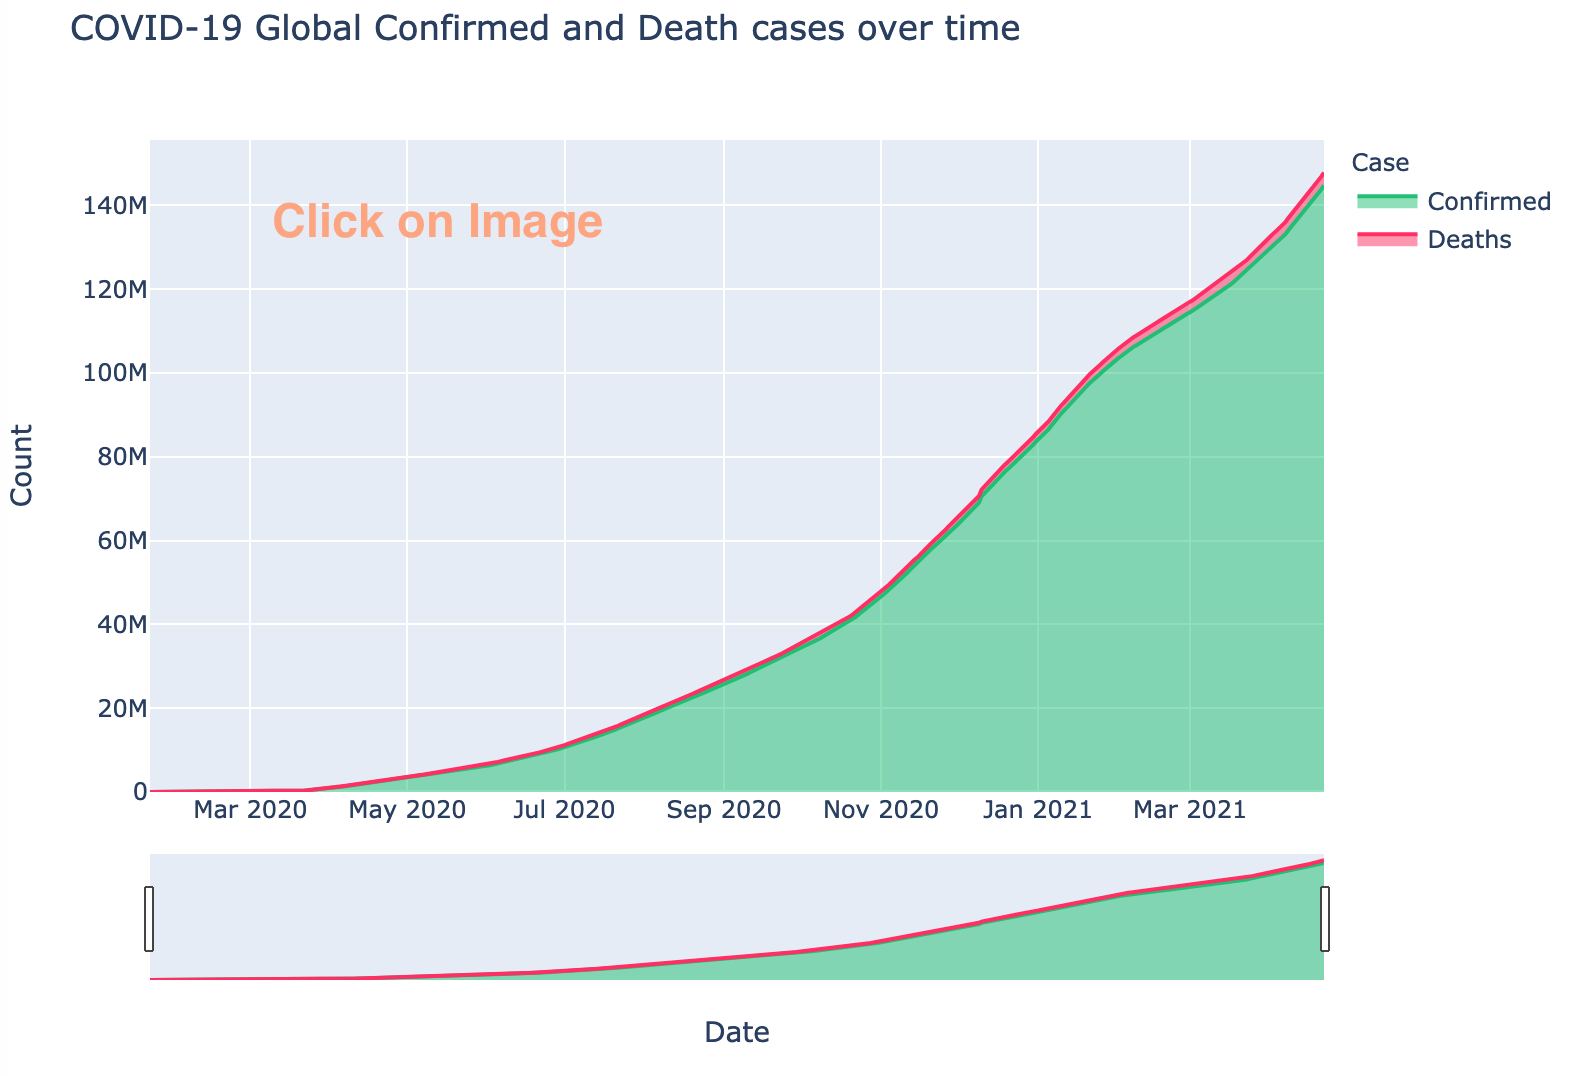 COVID-19 Global Confirmed and Death cases over time
Click on Image
Case
Confirmed
Deaths
Count
140M
120M
100M
80M
60M
40M
20M
0
Mar 2020 May 2020 Jul 2020 Sep 2020 Nov 2020 Jan 2021 Mar 2021
Date